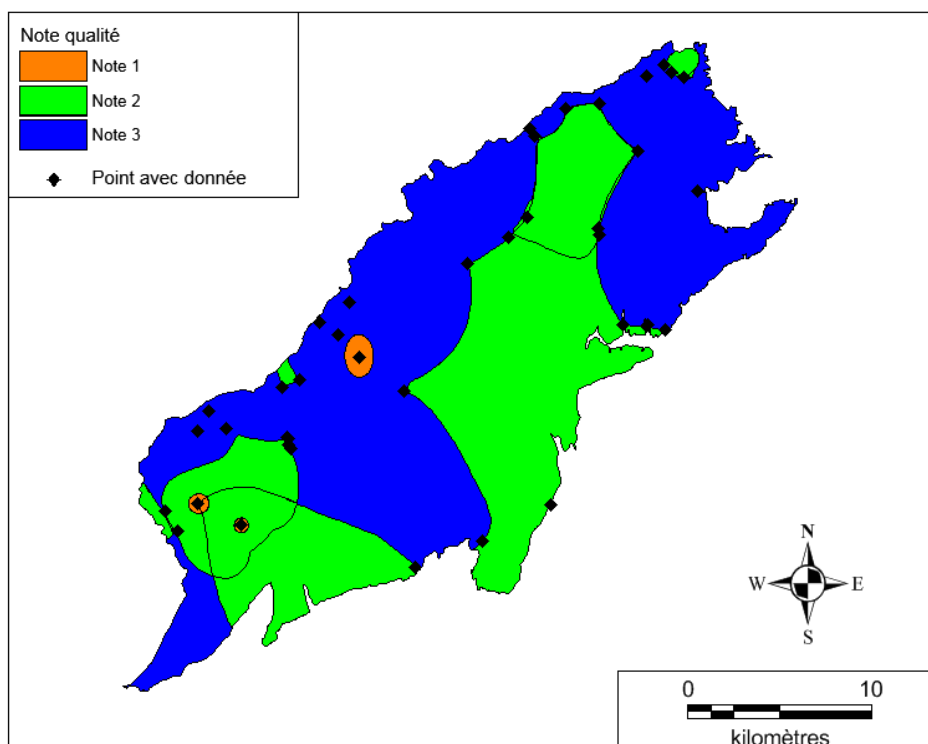 Note qualité
Note 1
Note 2
Note 3
Point avec donnée
N
W E
S
0 10
kilomètres